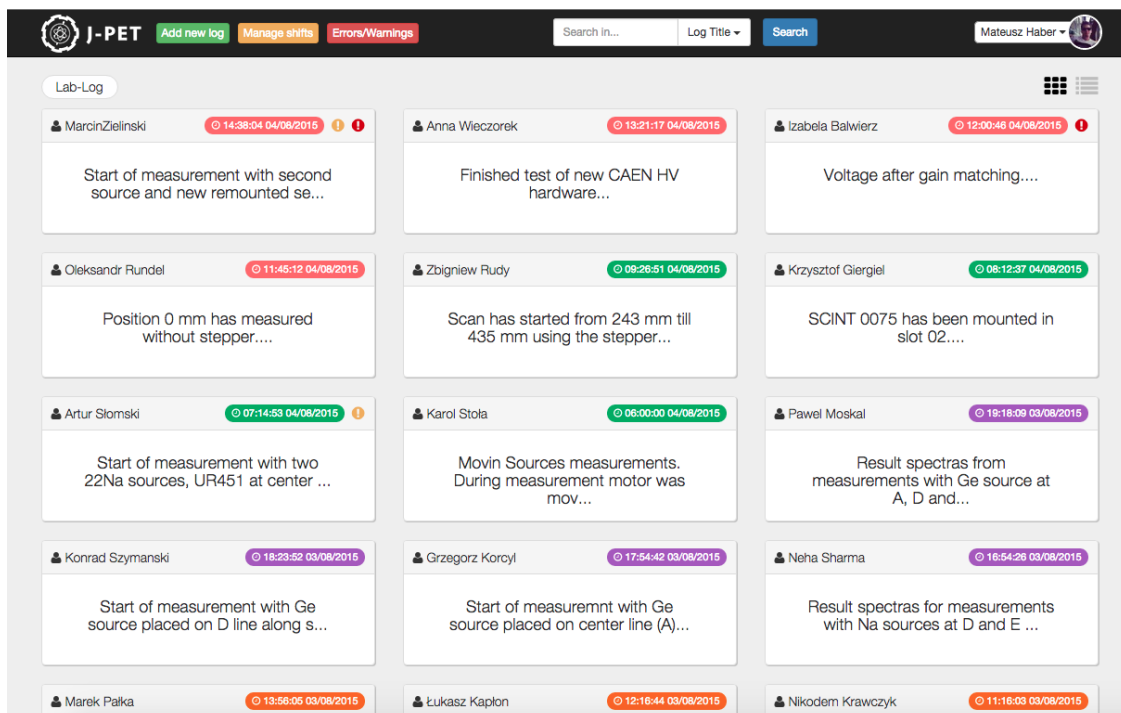 J-PET Add new log Manage shifts Errors/Warnings Search in... Log Title Search Mateusz Haber
Lab-Log
MarcinZielinski 14:38:04 04/08/2015
Start of measurement with second
source and new remounted se...
Anna Wieczorek 13:21:17 04/08/2015
Finished test of new CAEN HV
hardware...
Izabela Balwierz 12:00:46 04/08/2015
Voltage after gain matching....
Oleksandr Rundel 11:45:12 04/08/2015
Position 0 mm has measured
without stepper....
Zbigniew Rudy 09:26:51 04/08/2015
Scan has started from 243 mm till
435 mm using the stepper...
Krzysztof Giergiel 08:12:37 04/08/2015
SCINT 0075 has been mounted in
slot 02....
Artur Słomski 07:14:53 04/08/2015
Start of measurement with two
22Na sources, UR451 at center ...
Karol Stoła 06:00:00 04/08/2015
Movin Sources measurements.
During measurement motor was
mov...
Pawel Moskal 19:18:09 03/08/2015
Result spectras from
measurements with Ge source at
A, D and...
Konrad Szymanski 18:23:52 03/08/2015
Start of measurement with Ge
source placed on D line along s...
Grzegorz Korcyl 17:54:42 03/08/2015
Start of measuremnt with Ge
source placed on center line (A)...
Neha Sharma 16:54:26 03/08/2015
Result spectras for measurements
with Na sources at D and E ...
Marek Pałka 13:56:05 03/08/2015
Łukasz Kapłon 12:16:44 03/08/2015
Nikodem Krawczyk 11:16:03 03/08/2015